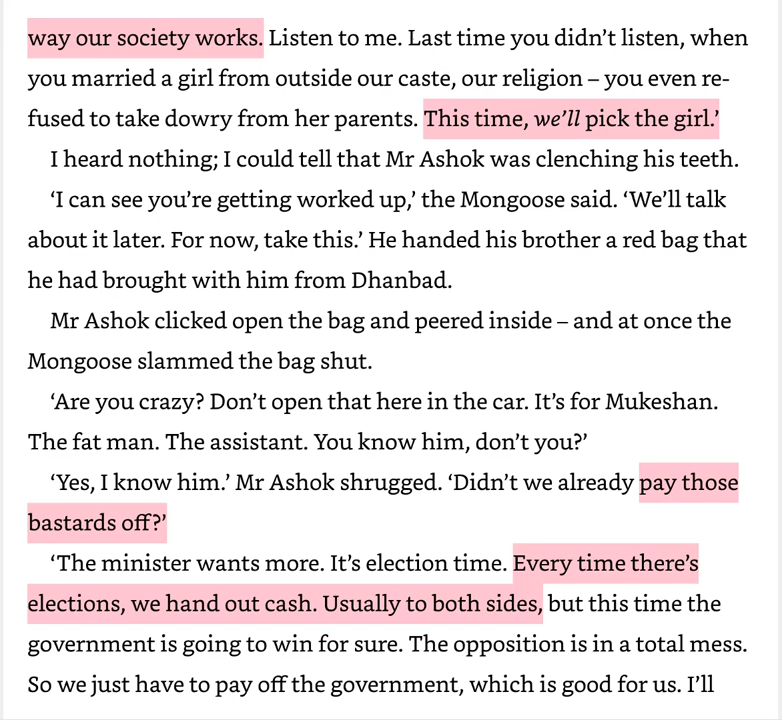 way our society works. Listen to me. Last time you didn’t listen, when
you married a girl from outside our caste, our religion – you even re-
fused to take dowry from her parents. This time, we’ll pick the girl.’
I heard nothing; I could tell that Mr Ashok was clenching his teeth.
‘I can see you’re getting worked up,’ the Mongoose said. ‘We’ll talk
about it later. For now, take this.’ He handed his brother a red bag that
he had brought with him from Dhanbad.
Mr Ashok clicked open the bag and peered inside – and at once the
Mongoose slammed the bag shut.
‘Are you crazy? Don’t open that here in the car. It’s for Mukeshan.
The fat man. The assistant. You know him, don’t you?’
‘Yes, I know him.’ Mr Ashok shrugged. ‘Didn’t we already pay those
bastards off?’
‘The minister wants more. It’s election time. Every time there’s
elections, we hand out cash. Usually to both sides, but this time the
government is going to win for sure. The opposition is in a total mess.
So we just have to pay off the government, which is good for us. I’ll